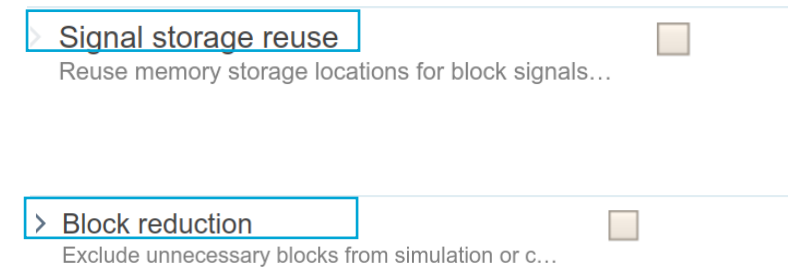 Signal storage reuse
Reuse memory storage locations for block signals…
Block reduction
Exclude unnecessary blocks from simulation or c…